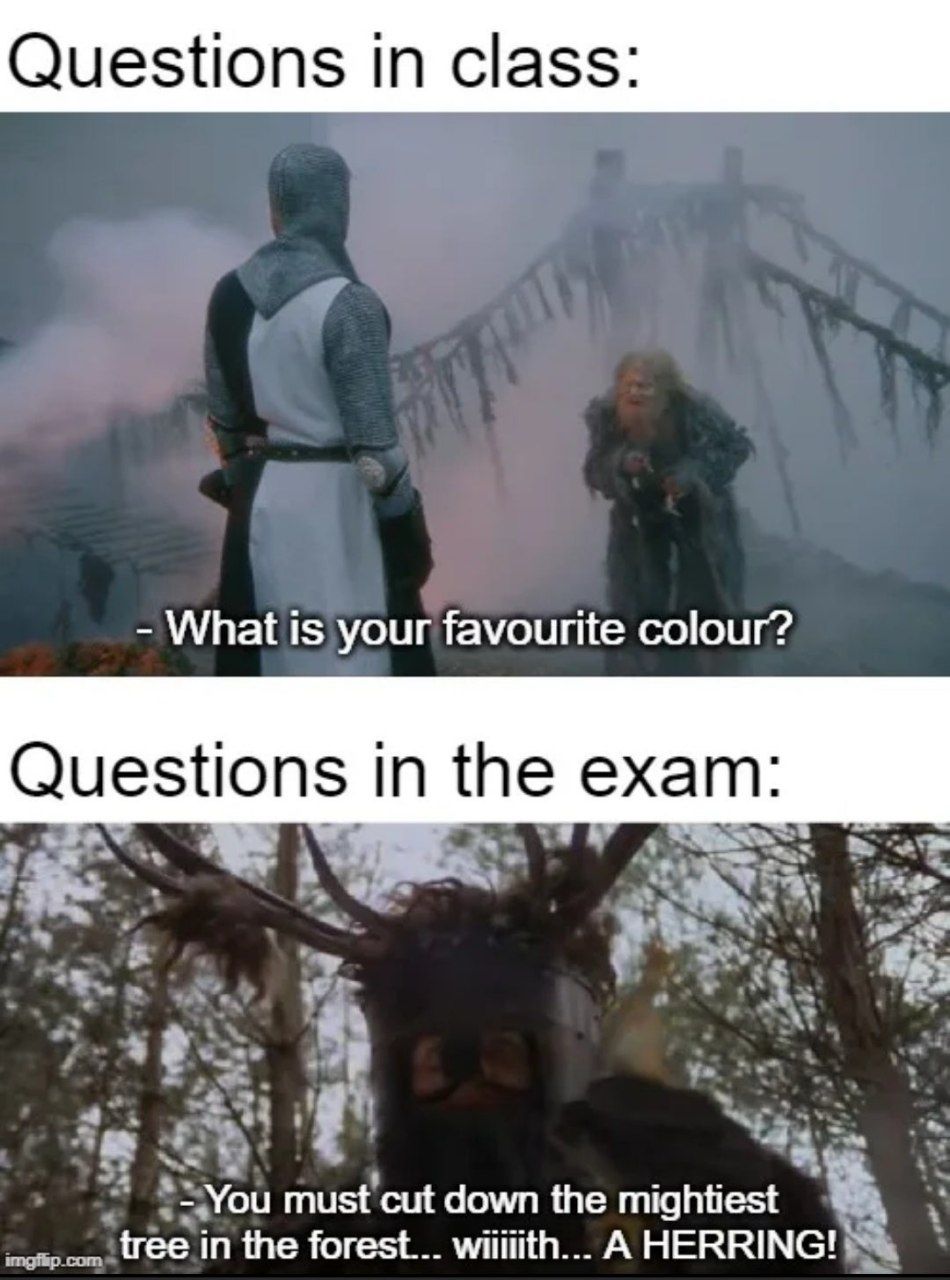 Questions in class:
- What is your favourite colour?
Questions in the exam:
- You must cut down the mightiest
tree in the forest... wiiiiith... A HERRING!
imgflip.com